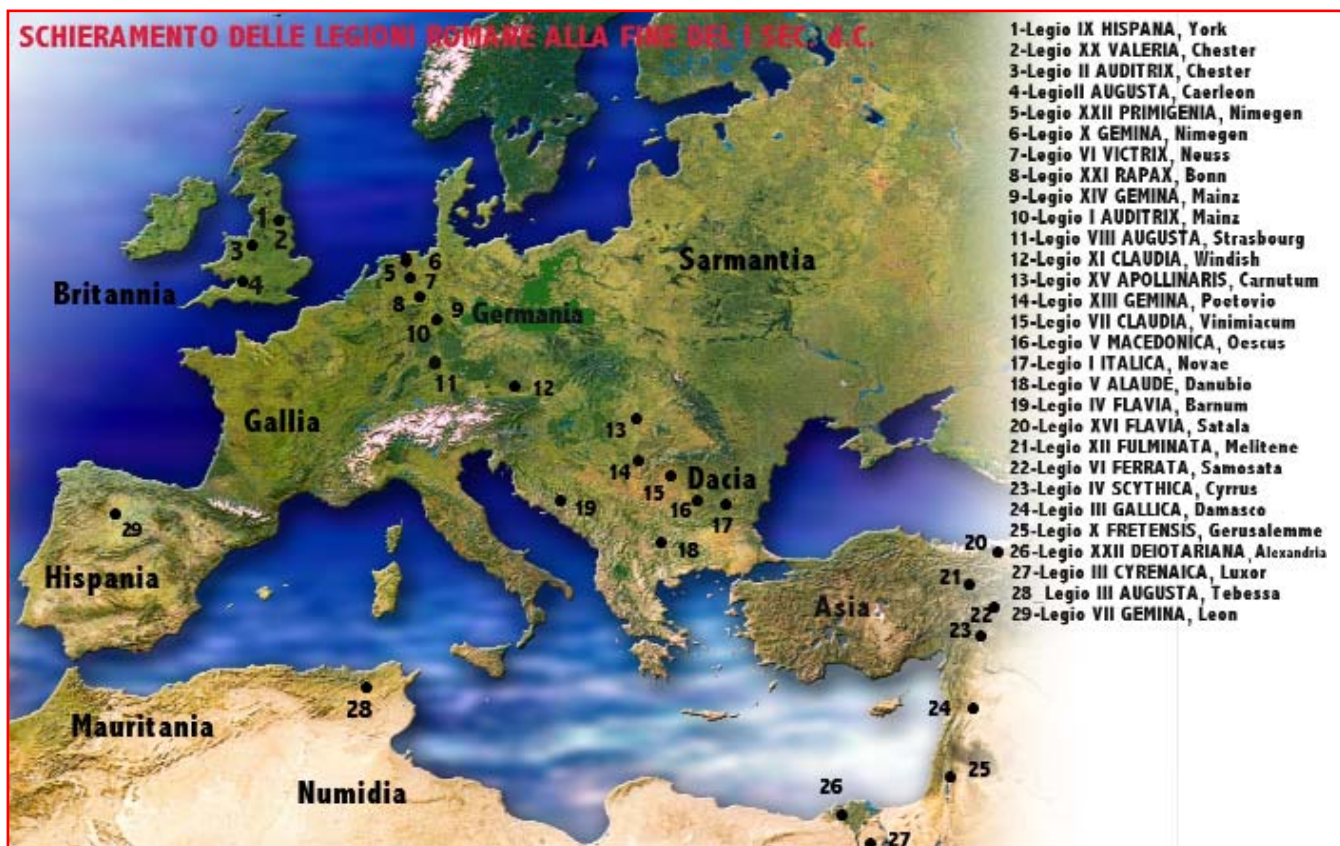 SCHIERAMENTO DELLE LEGIONI ROMANE ALLA FINE DEL I SEC. d.C.
1-Legio IX HISPANA, York
2-Legio XX VALERIA, Chester
3-Legio II AUDITRIX, Chester
4-LegioII AUGUSTA, Caerleon
5-Legio XXII PRIMIGENIA, Nimegen
6-Legio X GEMINA, Nimegen
7-Legio VI VICTRIX, Neuss
8-Legio XXI RAPAX, Bonn
9-Legio XIV GEMINA, Mainz
10-Legio I AUDITRIX, Mainz
11-Legio VIII AUGUSTA, Strasbourg
12-Legio XI CLAUDIA, Windish
13-Legio XV APOLLINARIS, Carnutum
14-Legio XIII GEMINA, Poetovio
15-Legio VII CLAUDIA, Vinimiacum
16-Legio V MACEDONICA, Oescus
17-Legio I ITALICA, Novae
18-Legio V ALAUDE, Danubio
19-Legio IV FLAVIA, Barnum
20-Legio XVI FLAVIA, Satala
21-Legio XII FULMINATA, Melitene
22-Legio VI FERRATA, Samosata
23-Legio IV SCYTHICA, Cyrrus
24-Legio III GALLICA, Damasco
25-Legio X FRETENSIS, Gerusalemme
26-Legio XXII DEIOTARIANA, Alexandria
27-Legio III CYRENAICA, Luxor
28 Legio III AUGUSTA, Tebessa
29-Legio VII GEMINA, Leon
1
2
3
4
Britannia
5
6
7
8
9
10
Germania
Sarmantia
11
12
Gallia
13
14
15
Dacia
16
17
18
19
29
Hispania
20
21
Asia
22
23
24
25
26
27
28
Mauritania
Numidia